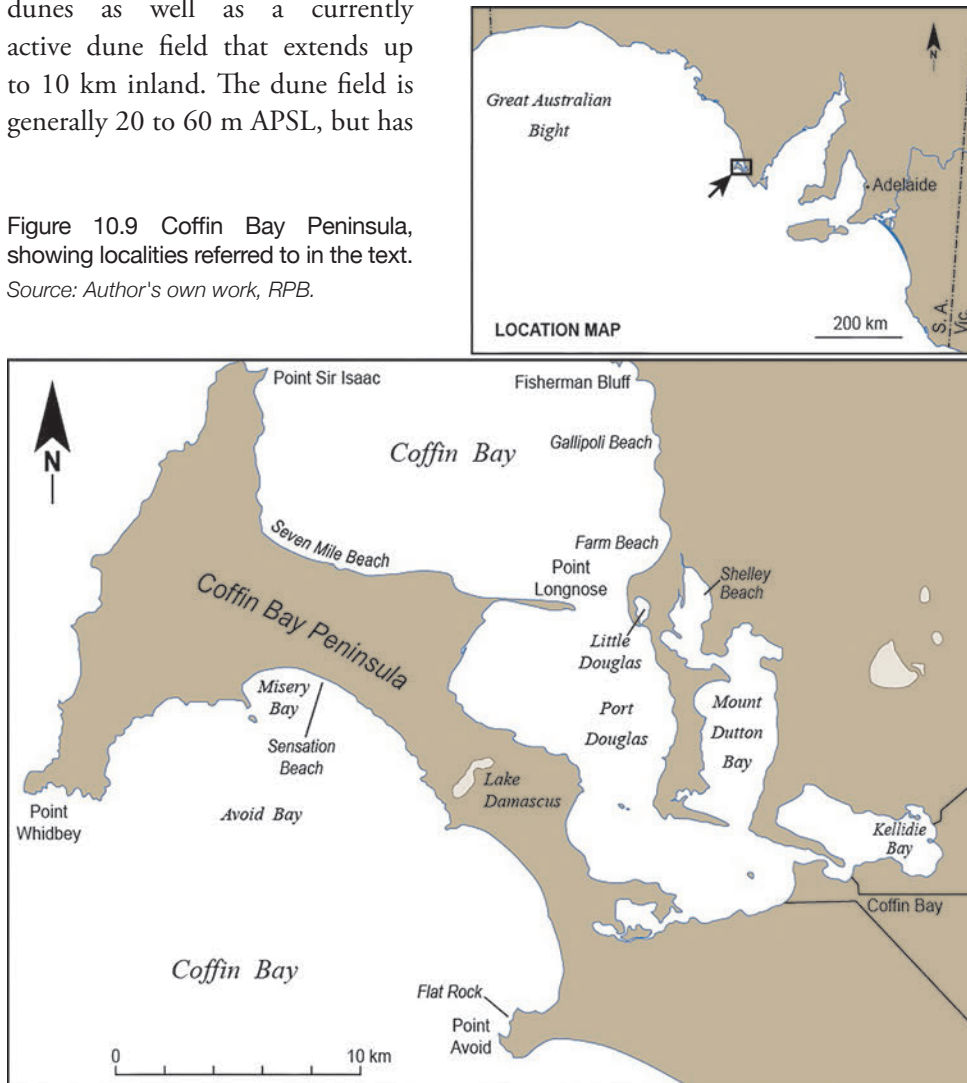 dunes as well as a currently
active dune field that extends up
to 10 km inland. The dune field is
generally 20 to 60 m APSL, but has
Figure 10.9 Coffin Bay Peninsula,
showing localities referred to in the text.
Source: Author's own work, RPB.
N
Great Australian
Bight
Adelaide
LOCATION MAP
200 km
S. A.
Vic.
N
Point Sir Isaac
Fisherman Bluff
Coffin Bay
Gallipoli Beach
Seven Mile Beach
Farm Beach
Point
Longnose
Shelley
Beach
Coffin Bay Peninsula
Little
Douglas
Misery
Bay
Port
Douglas
Mount
Dutton
Bay
Sensation
Beach
Lake
Damascus
Point
Whidbey
Avoid Bay
Kellidie
Bay
Coffin Bay
Coffin Bay
Flat Rock
Point
Avoid
0
10 km